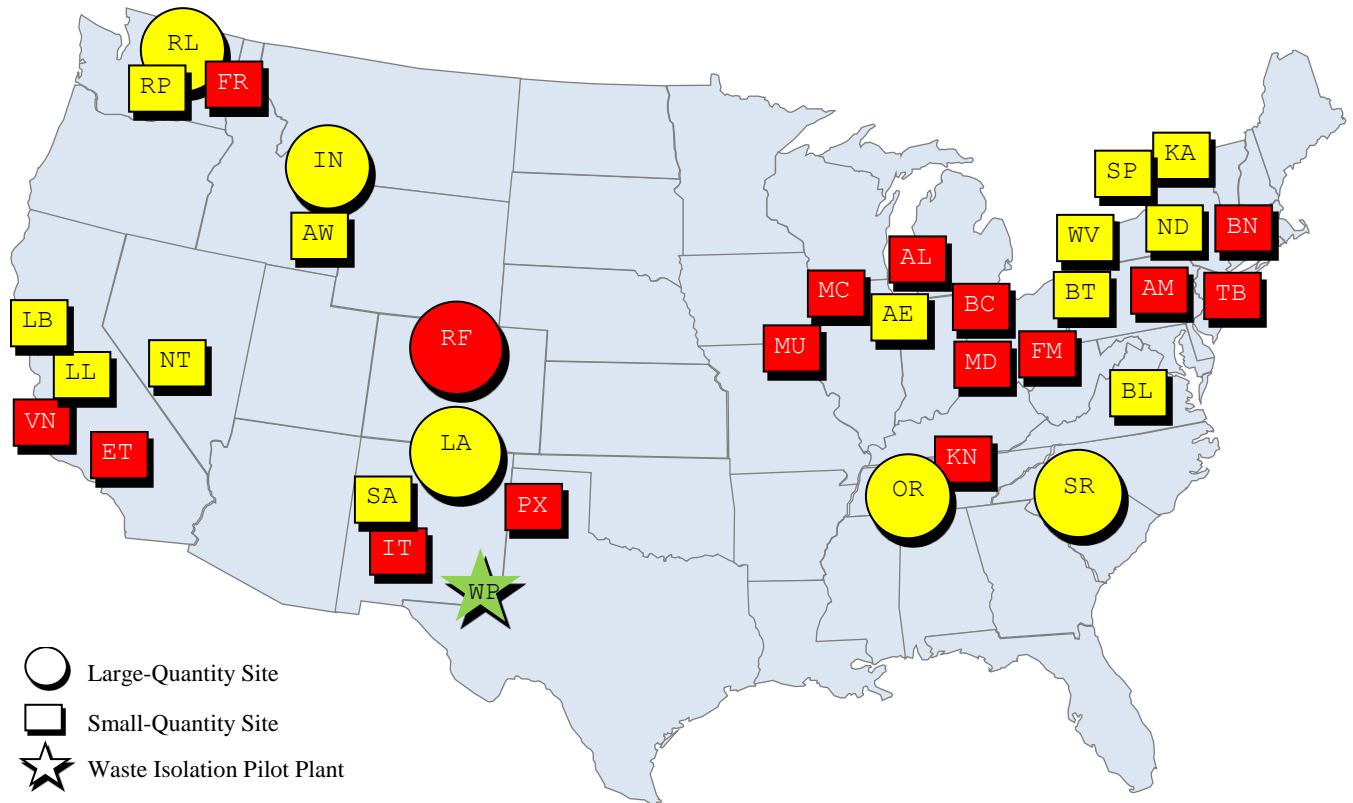 RL
RP
FR
IN
AW
KA
SP
ND
BN
WV
AL
BT
AM
TB
MC
AE
BC
LB
MU
MD
FM
RF
NT
LL
BL
VN
ET
LA
KN
SA
PX
OR
SR
IT
WP
Large-Quantity Site
Small-Quantity Site
Waste Isolation Pilot Plant